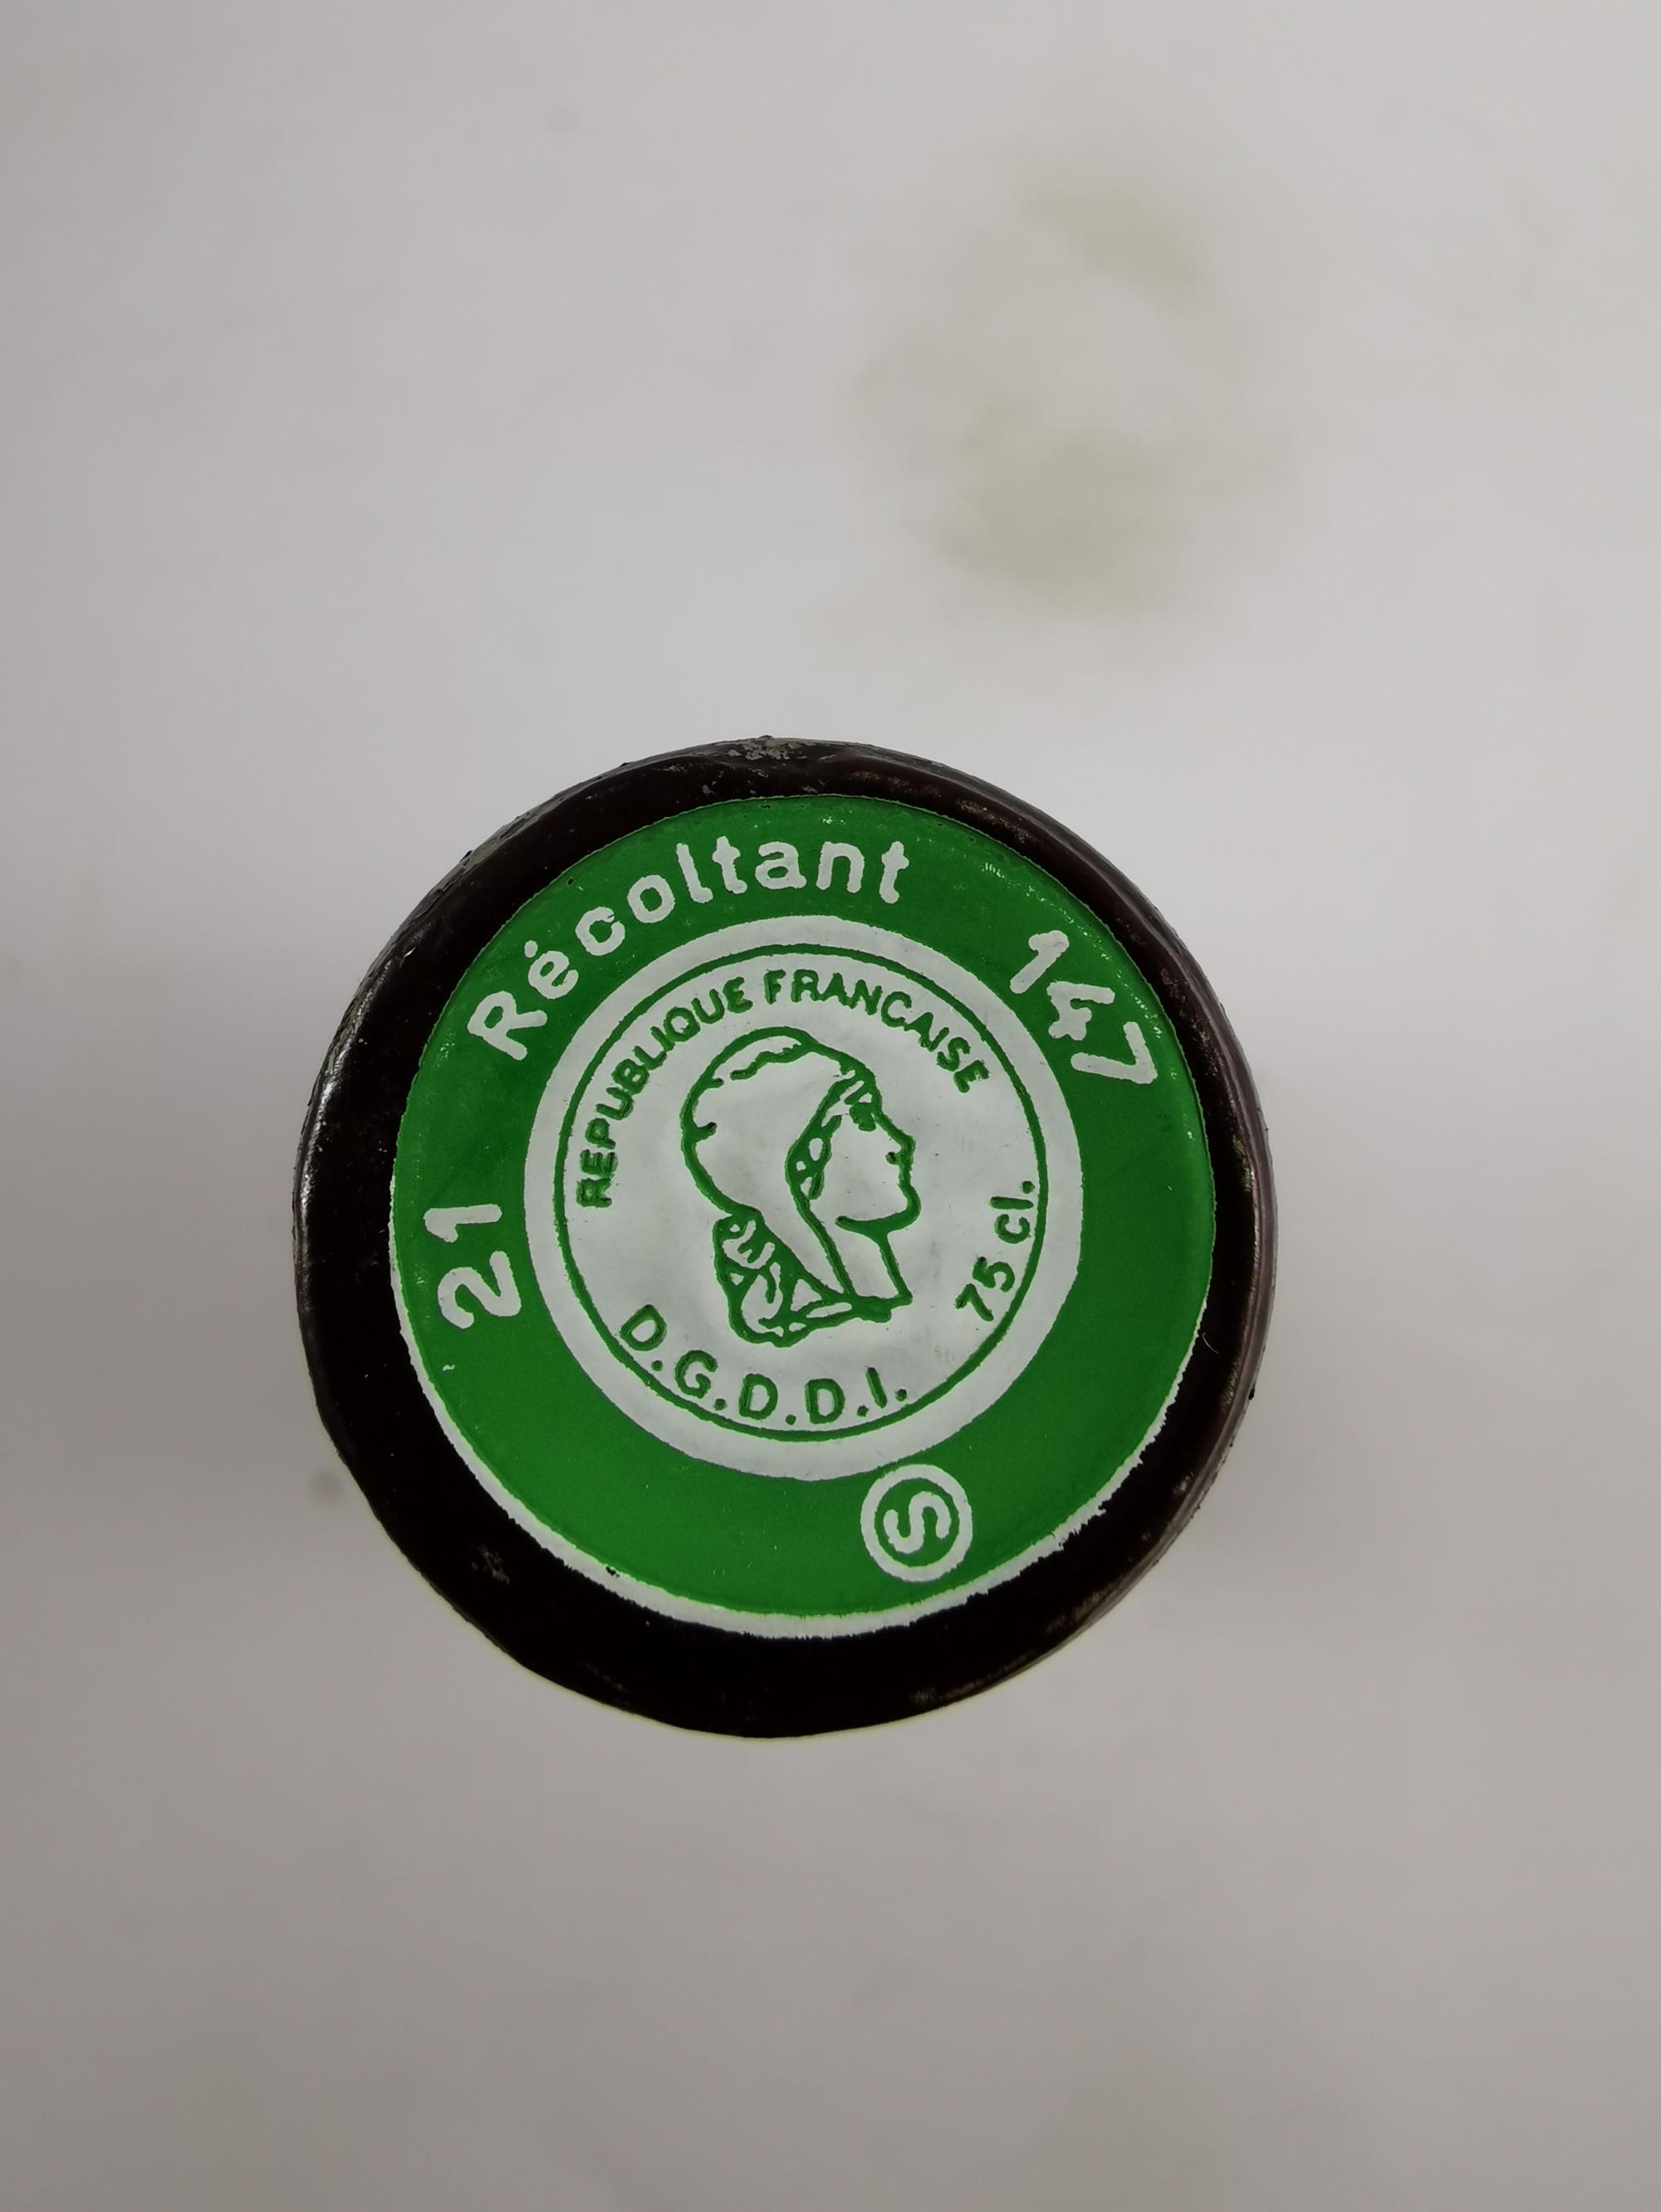 21 Récoltant 147
REPUBLIQUE FRANCAISE
75 cl.
D.G.D.D.I.
S